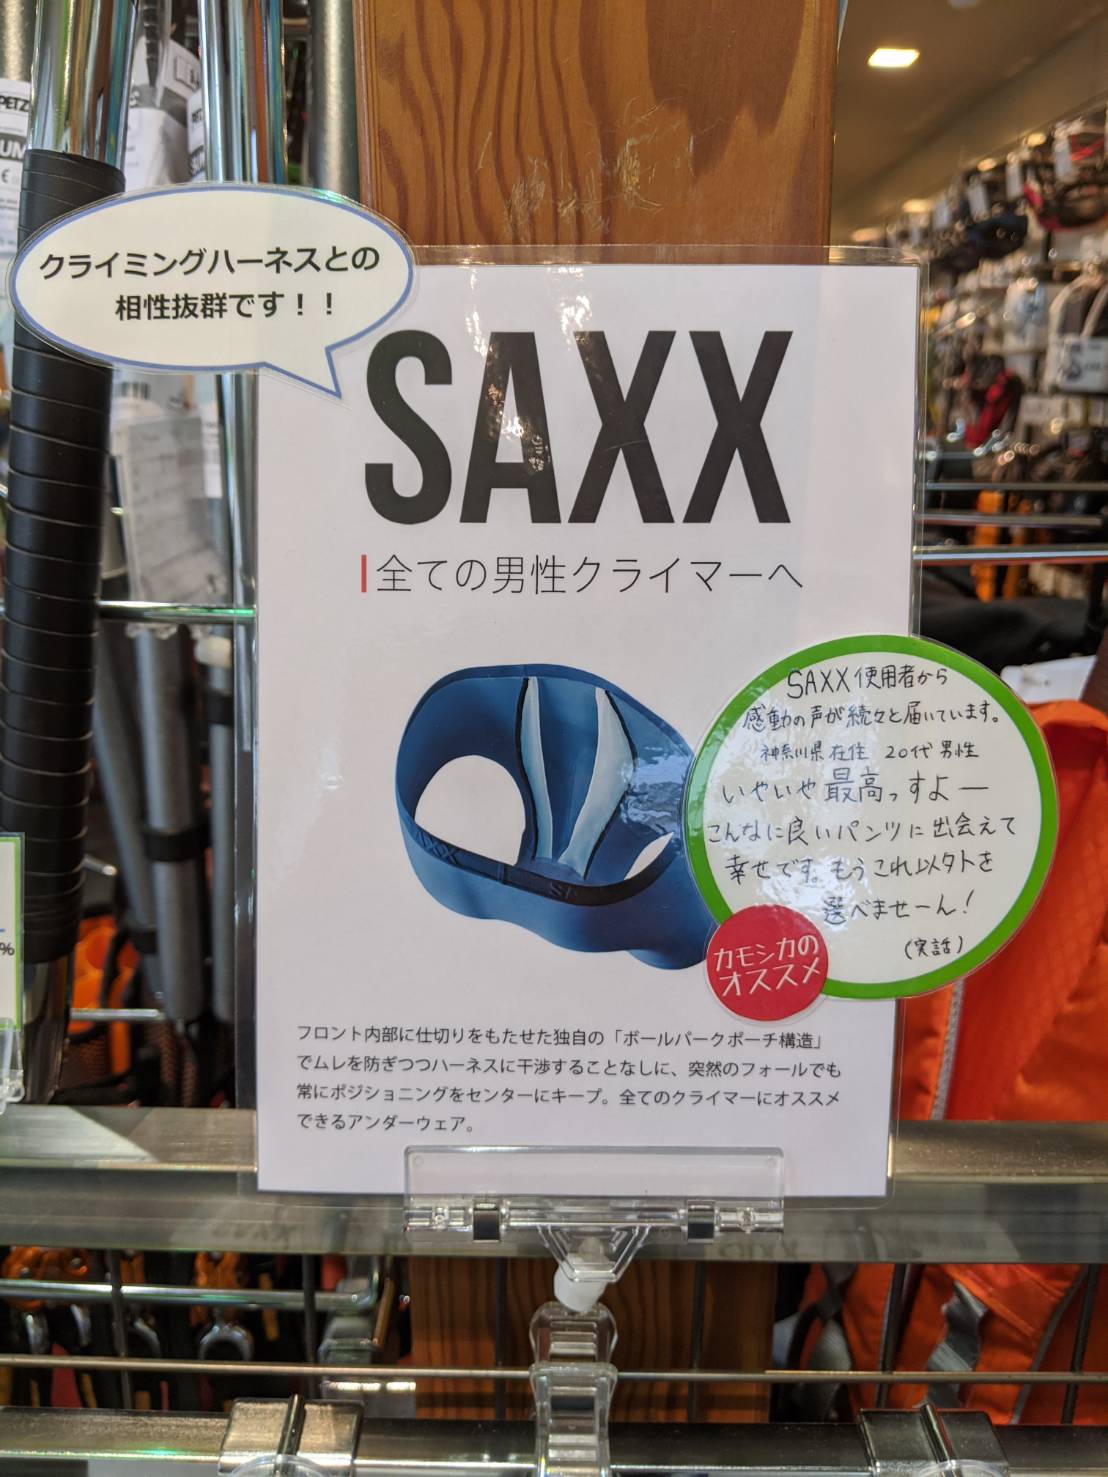 PETZ
クライミングハーネスとの
相性抜群です！！
SAXX
全ての男性クライマーへ
SAXX使用者から
感動の声が続々と届いています。
神奈川県在住 20代男性
いやいや最高っすよー
こんなに良いパンツに出会えて
幸せです。もうこれ以外を
選べませーん！
(実話)
カモシカの
オススメ
フロント内部に仕切りをもたせた独自の「ボールパークポーチ構造」
でムレを防ぎつつハーネスに干渉することなしに、突然のフォールでも
常にポジショニングをセンターにキープ。全てのクライマーにオススメ
できるアンダーウェア。
%